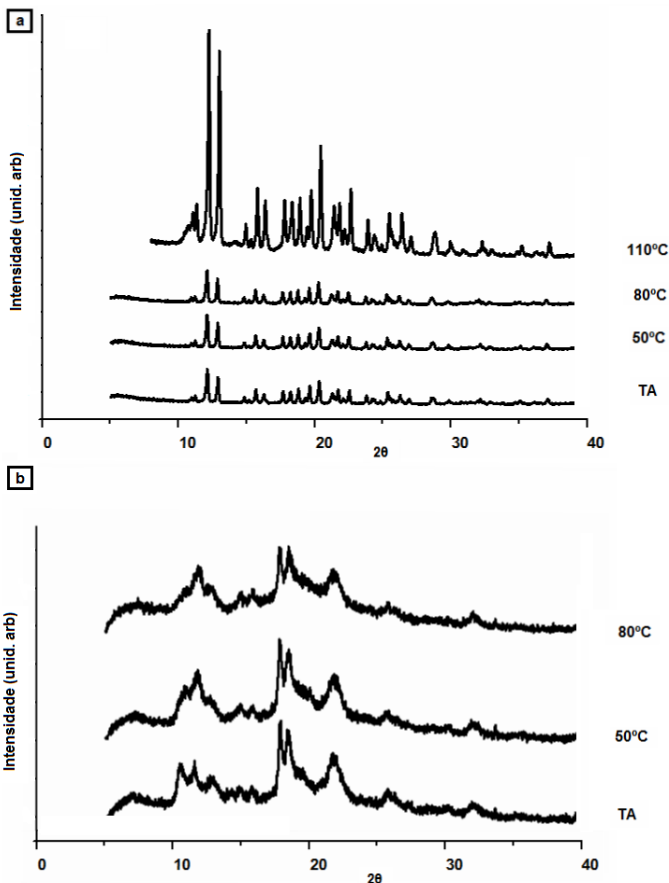 a
Intensidade (unid. arb)
110ºC
80ºC
50ºC
TA
0 10 20 30 40
2θ
b
Intensidade (unid. arb)
80ºC
50ºC
TA
0 10 20 30 40
2θ